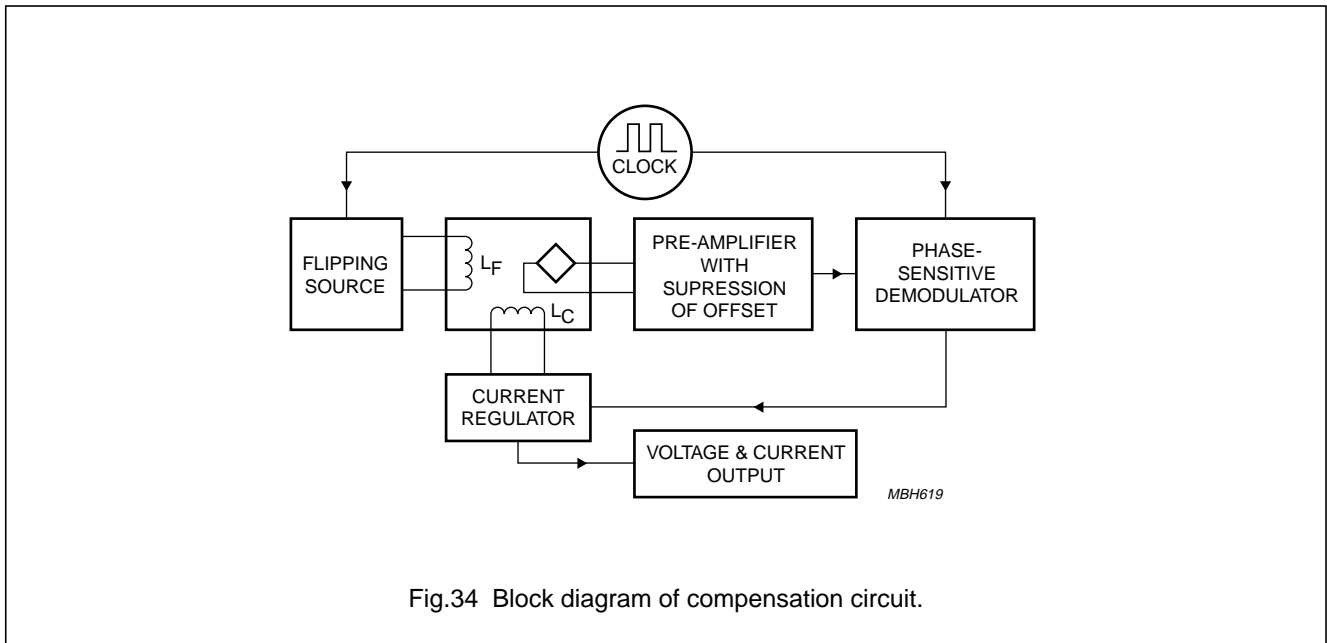 CLOCK
FLIPPING
SOURCE
LF
LC
PRE-AMPLIFIER
WITH
SUPRESSION
OF OFFSET
PHASE-
SENSITIVE
DEMODULATOR
CURRENT
REGULATOR
VOLTAGE & CURRENT
OUTPUT
MBH619
Fig.34 Block diagram of compensation circuit.